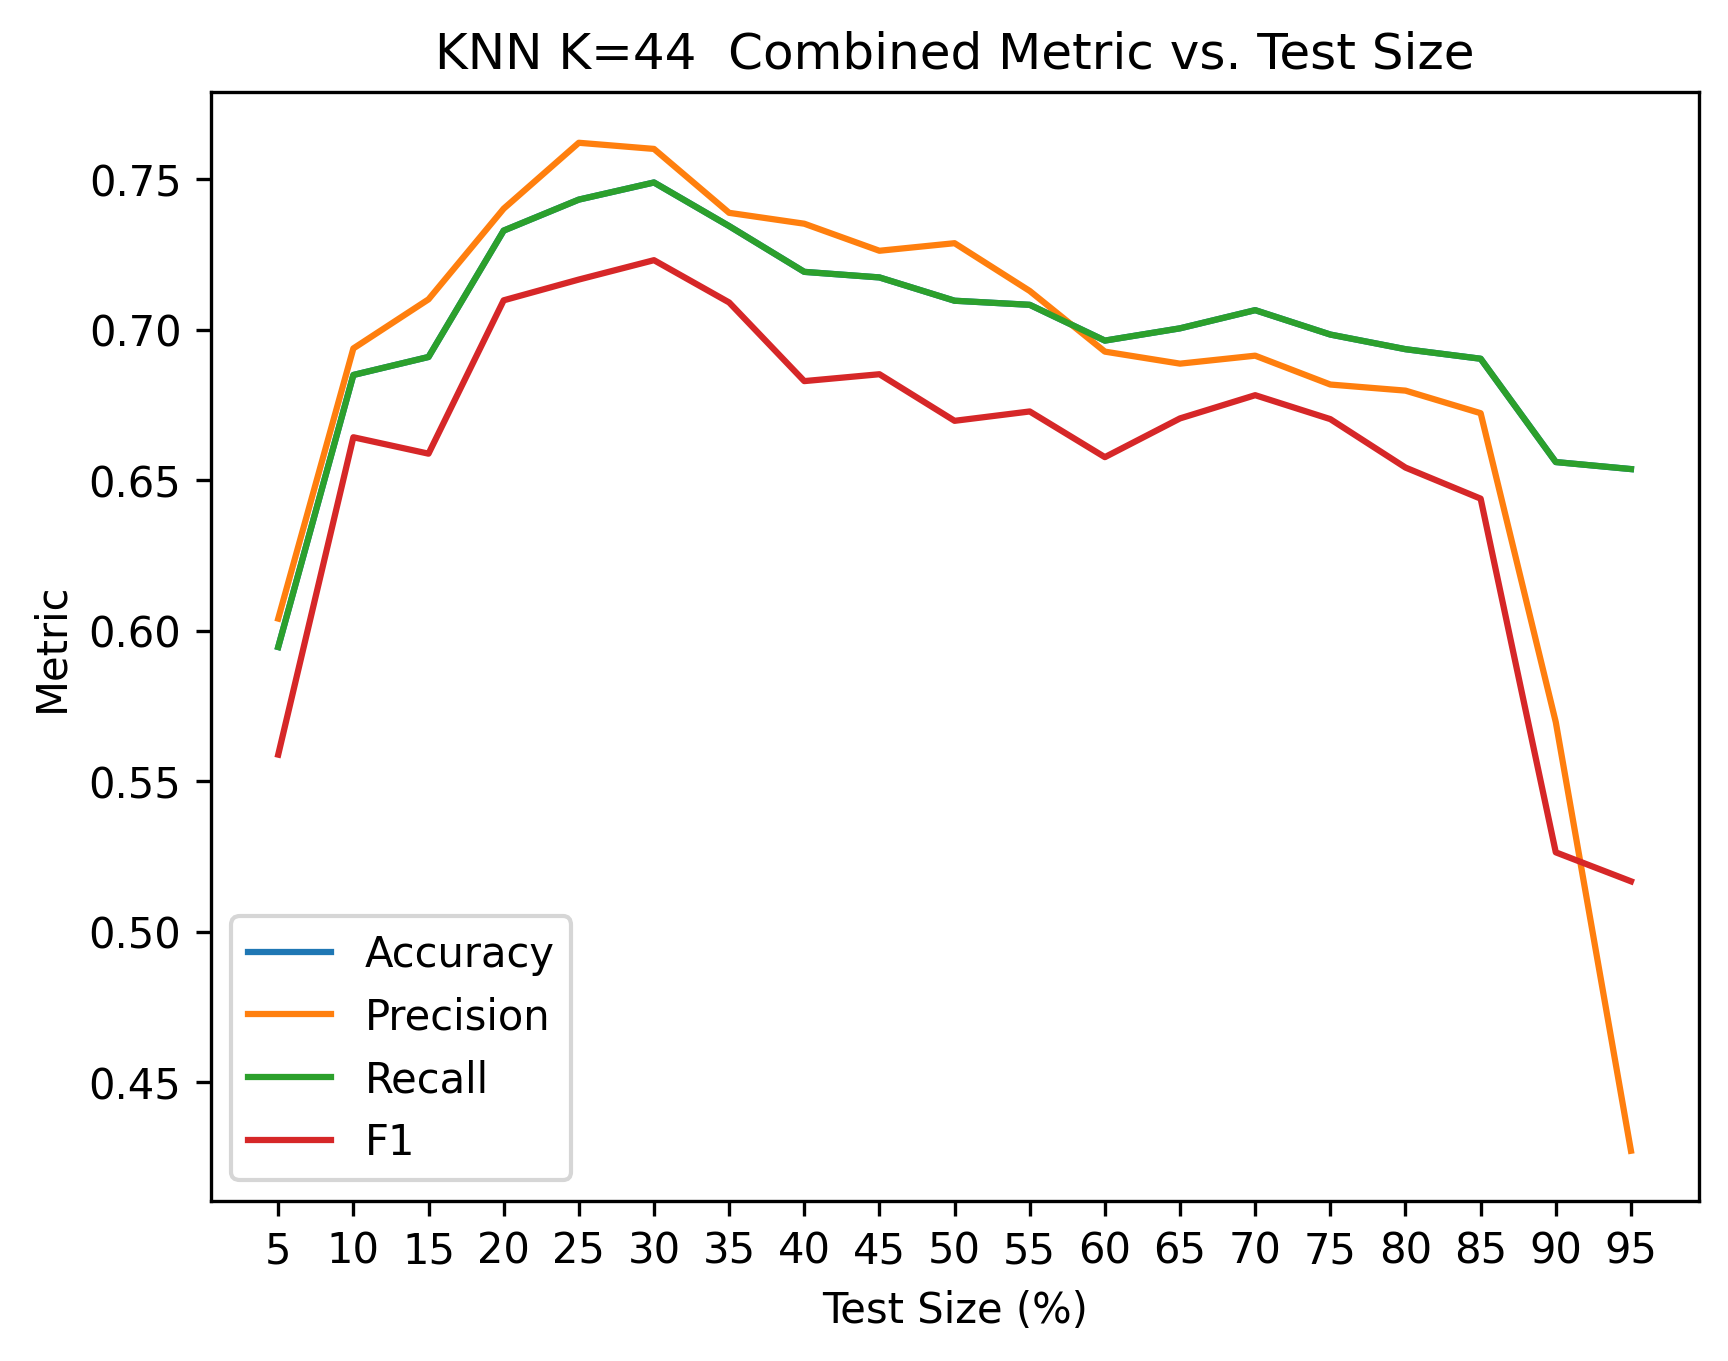 KNN K=44  Combined Metric vs. Test Size
0.75
0.70
0.65
0.60
0.55
0.50
0.45
Metric
Accuracy
Precision
Recall
F1
5 10 15 20 25 30 35 40 45 50 55 60 65 70 75 80 85 90 95
Test Size (%)